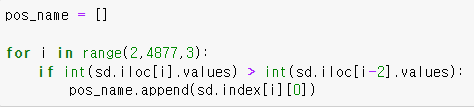 pos_name = []
for i in range(2,4877,3):
    if int(sd.iloc[i].values) > int(sd.iloc[i-2].values):
        pos_name.append(sd.index[i][0])